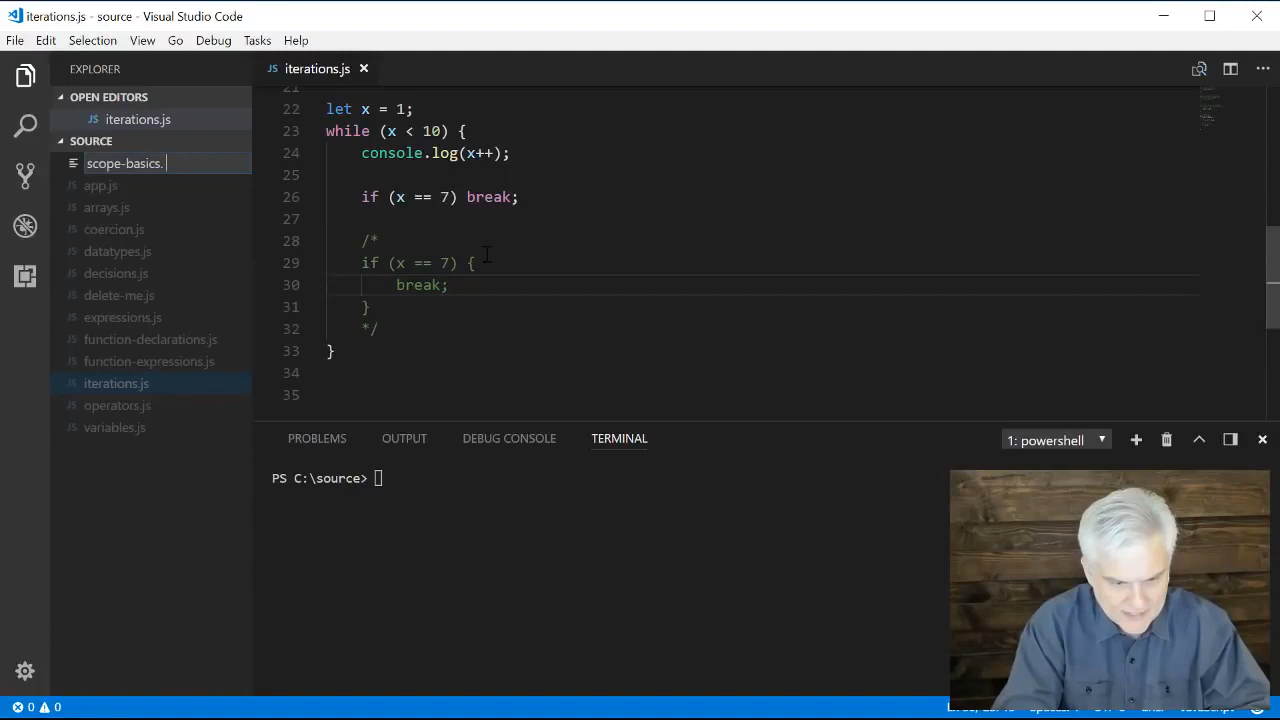 iterations.js - source - Visual Studio Code
File Edit Selection View Go Debug Tasks Help
EXPLORER
iterations.js
OPEN EDITORS
iterations.js
SOURCE
scope-basics.
app.js
arrays.js
coercion.js
datatypes.js
decisions.js
delete-me.js
expressions.js
function-declarations.js
function-expressions.js
iterations.js
operators.js
variables.js
21
22 let x = 1;
23 while (x < 10) {
24 console.log(x++);
25
26 if (x == 7) break;
27
28 /*
29 if (x == 7) {
30 break;
31 }
32 */
33 }
34
35
PROBLEMS OUTPUT DEBUG CONSOLE TERMINAL 1: powershell
PS C:\source>
0 0